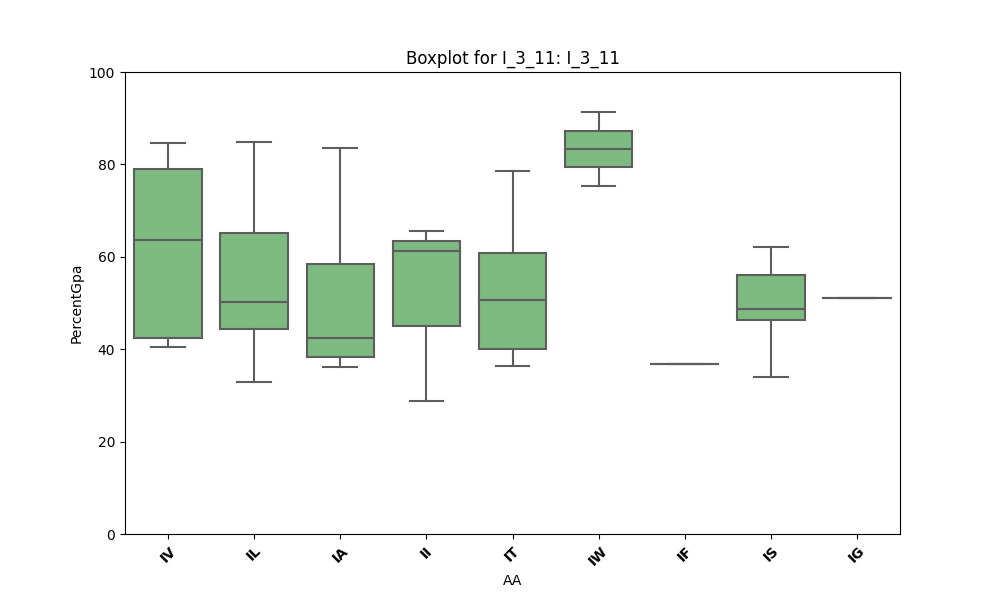 Boxplot for I_3_11: I_3_11
100
80
60
40
20
0
PercentGpa
IV
IL
IA
II
IT
IW
IF
IS
IG
AA